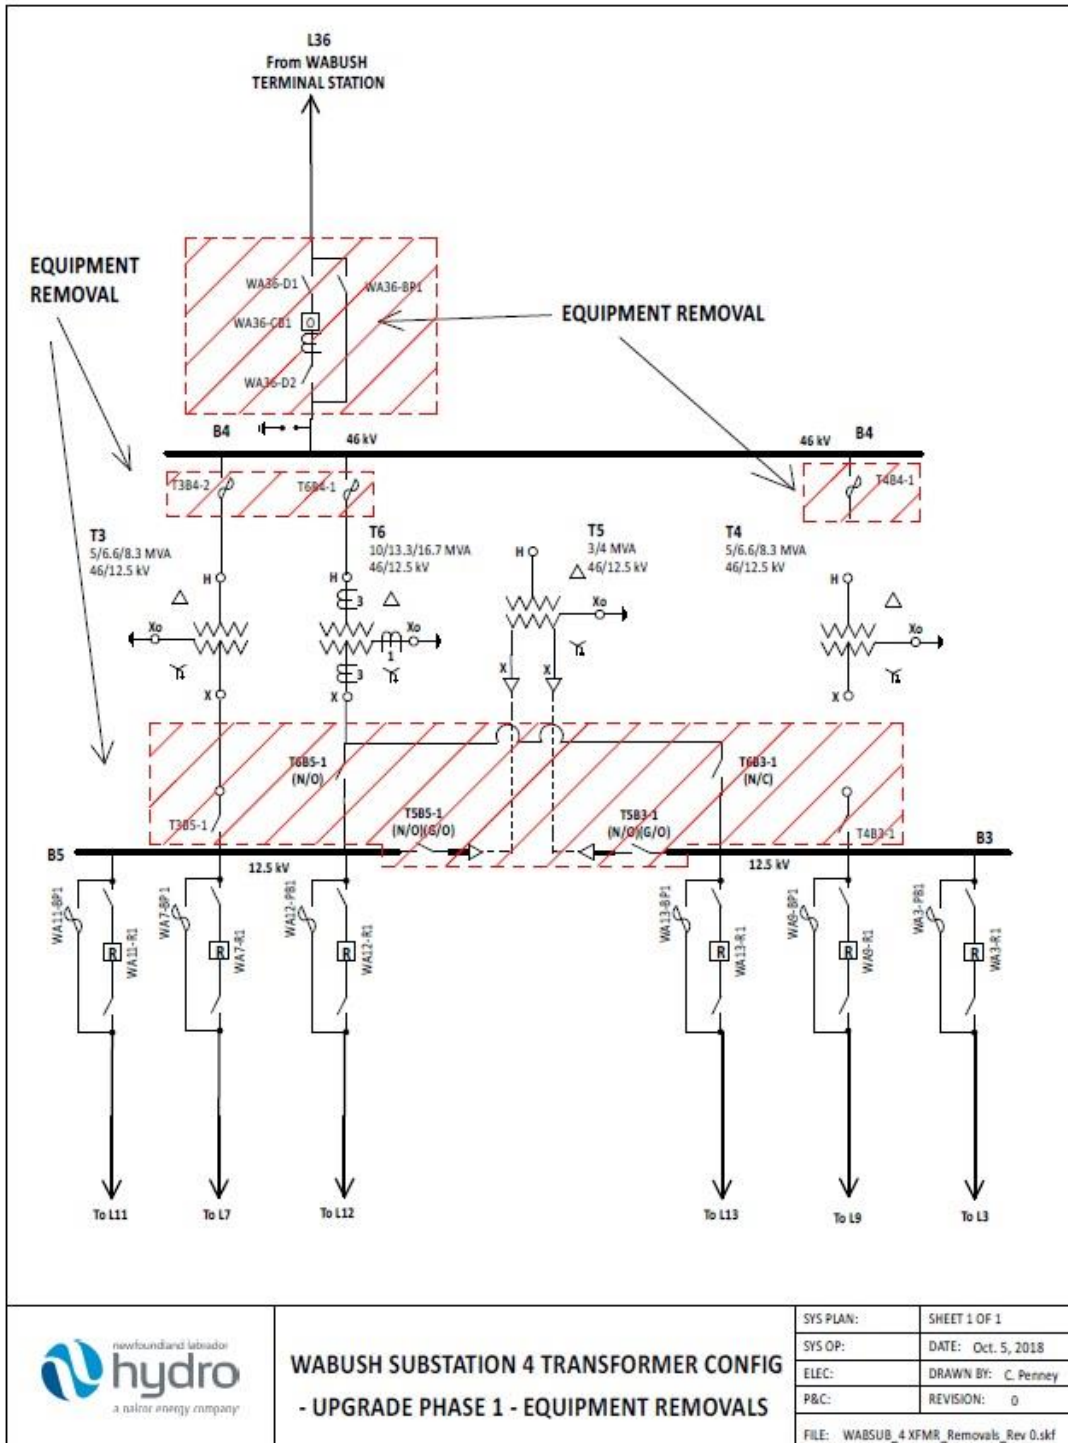 L36
From WABUSH
TERMINAL STATION
EQUIPMENT
REMOVAL
WA36-D1
WA36-BP1
WA36-CB1
O
WA36-D2
EQUIPMENT REMOVAL
B4
46 kV
46 kV
B4
T3B4-2
T6B4-1
T4B4-1
T3
5/6.6/8.3 MVA
46/12.5 kV
T6
10/13.3/16.7 MVA
46/12.5 kV
T5
3/4 MVA
46/12.5 kV
T4
5/6.6/8.3 MVA
46/12.5 kV
H
H
H
H
3
Xo
Xo
Xo
Xo
1
3
X
X
X
X
X
T6B5-1
(N/O)
T6B3-1
(N/C)
T3B5-1
T5B5-1
(N/O)(G/O)
T5B3-1
(N/O)(G/O)
T4B3-1
B5
12.5 kV
12.5 kV
B3
WA11-BP1
R
WA11-R1
WA7-BP1
R
WA7-R1
WA12-PB1
R
WA12-R1
WA13-BP1
R
WA13-R1
WA9-BP1
R
WA9-R1
WA3-PB1
R
WA3-R1
To L11
To L7
To L12
To L13
To L9
To L3
newfoundland labrador
hydro
a nalcor energy company
WABUSH SUBSTATION 4 TRANSFORMER CONFIG
- UPGRADE PHASE 1 - EQUIPMENT REMOVALS
SYS PLAN:
SHEET 1 OF 1
SYS OP:
DATE: Oct. 5, 2018
ELEC:
DRAWN BY: C. Penney
P&C:
REVISION: 0
FILE: WABSUB_4 XFMR_Removals_Rev 0.skf